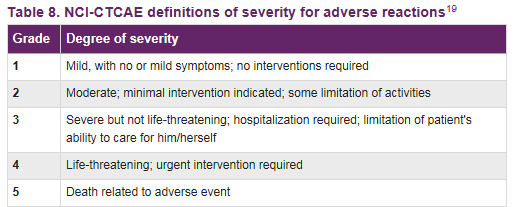 Table 8. NCI-CTCAE definitions of severity for adverse reactions19
Grade Degree of severity
1 Mild, with no or mild symptoms; no interventions required
2 Moderate; minimal intervention indicated; some limitation of activities
3 Severe but not life-threatening; hospitalization required; limitation of patient's
ability to care for him/herself
4 Life-threatening; urgent intervention required
5 Death related to adverse event